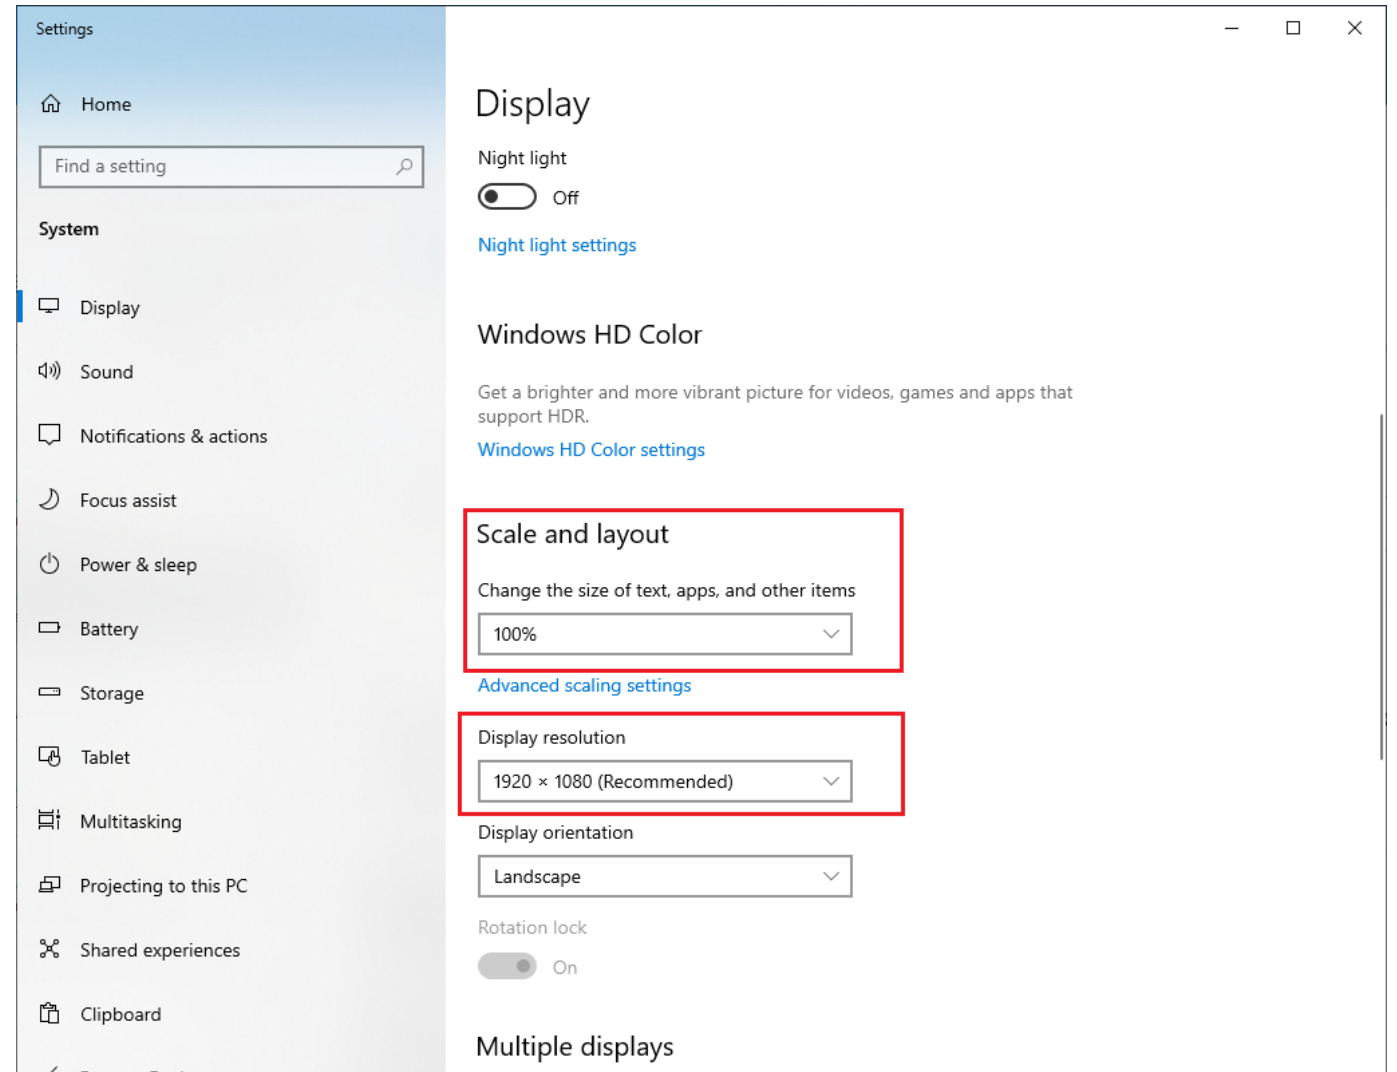 Settings
Home
Find a setting
System
Display
Sound
Notifications & actions
Focus assist
Power & sleep
Battery
Storage
Tablet
Multitasking
Projecting to this PC
Shared experiences
Clipboard
Display
Night light
Off
Night light settings
Windows HD Color
Get a brighter and more vibrant picture for videos, games and apps that
support HDR.
Windows HD Color settings
Scale and layout
Change the size of text, apps, and other items
100%
Advanced scaling settings
Display resolution
1920 × 1080 (Recommended)
Display orientation
Landscape
Rotation lock
On
Multiple displays